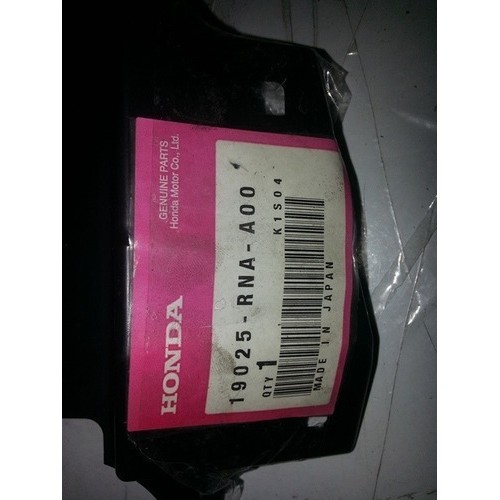 GENUINE PARTS
Honda Motor Co., Ltd.
HONDA
K1S04
19025-RNA-A00
QTY 1
MADE IN JAPAN